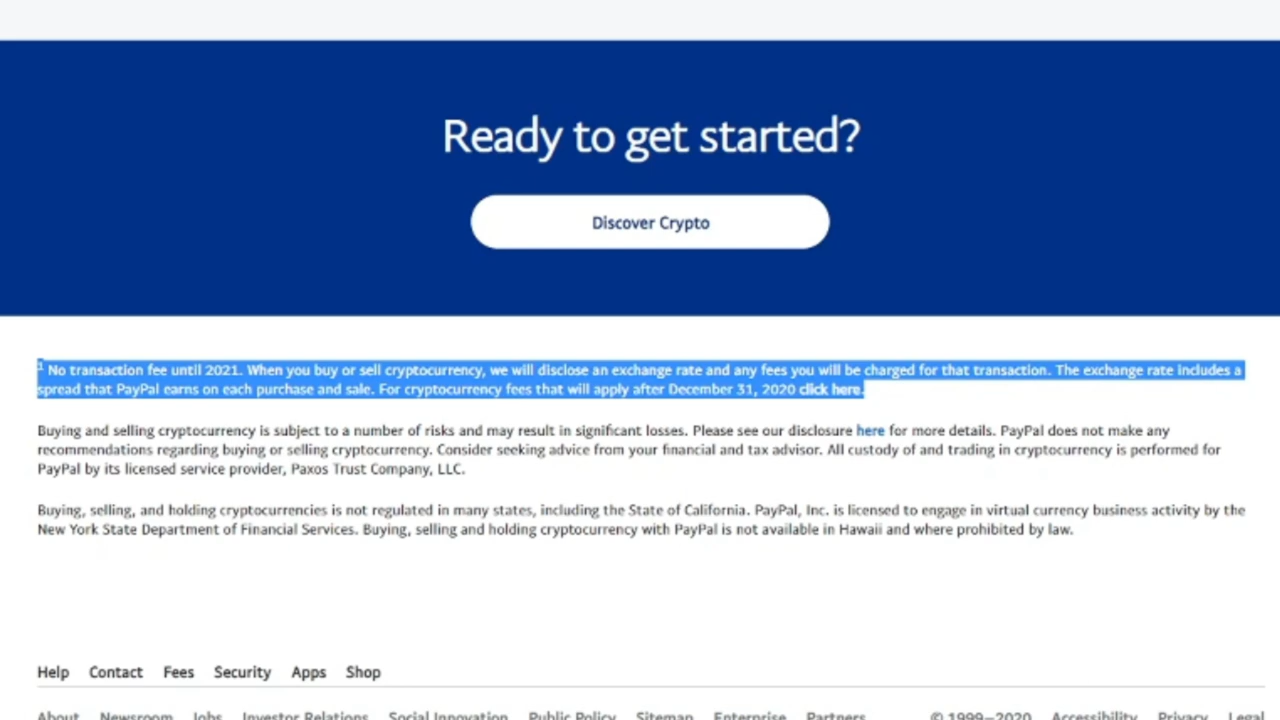 Ready to get started?
Discover Crypto
1 No transaction fee until 2021. When you buy or sell cryptocurrency, we will disclose an exchange rate and any fees you will be charged for that transaction. The exchange rate includes a
spread that PayPal earns on each purchase and sale. For cryptocurrency fees that will apply after December 31, 2020 click here.
Buying and selling cryptocurrency is subject to a number of risks and may result in significant losses. Please see our disclosure here for more details. PayPal does not make any
recommendations regarding buying or selling cryptocurrency. Consider seeking advice from your financial and tax advisor. All custody of and trading in cryptocurrency is performed for
PayPal by its licensed service provider, Paxos Trust Company, LLC.
Buying, selling, and holding cryptocurrencies is not regulated in many states, including the State of California. PayPal, Inc. is licensed to engage in virtual currency business activity by the
New York State Department of Financial Services. Buying, selling and holding cryptocurrency with PayPal is not available in Hawaii and where prohibited by law.
Help Contact Fees Security Apps Shop
About Newsroom Jobs Investor Relations Social Innovation Public Policy Sitemap Enterprise Partners © 1999–2020 Accessibility Privacy Legal